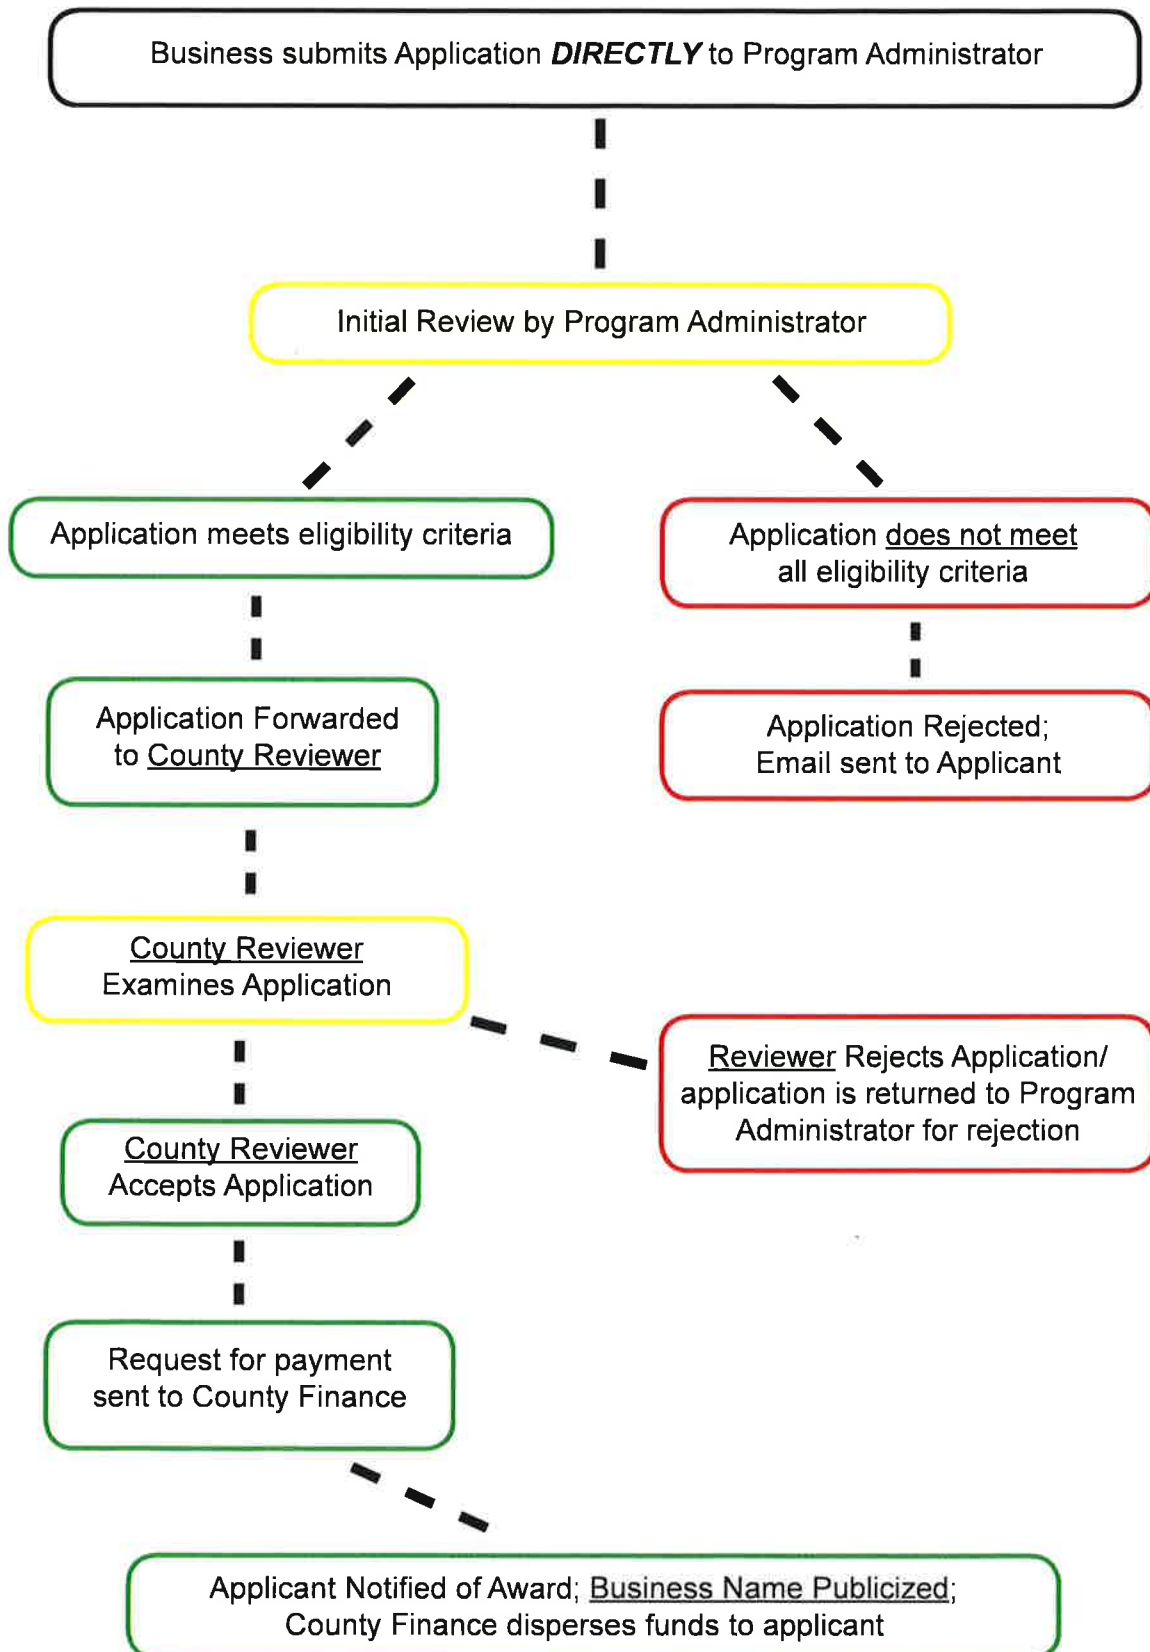 Business submits Application DIRECTLY to Program Administrator
Initial Review by Program Administrator
Application meets eligibility criteria
Application does not meet
all eligibility criteria
Application Forwarded
to County Reviewer
Application Rejected;
Email sent to Applicant
County Reviewer
Examines Application
Reviewer Rejects Application/
application is returned to Program
Administrator for rejection
County Reviewer
Accepts Application
Request for payment
sent to County Finance
Applicant Notified of Award; Business Name Publicized;
County Finance disperses funds to applicant